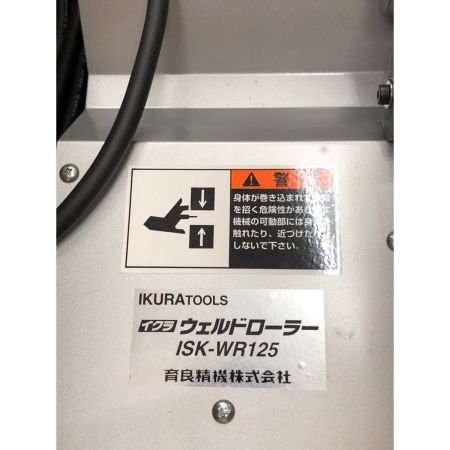 警
身体が巻き込まれて
を招く危険性があり
機械の可動部には身
触れたり、近づけた
しないで下さい。
IKURATOOLS
イクラ ウェルドローラー
ISK-WR125
育良精機株式会社